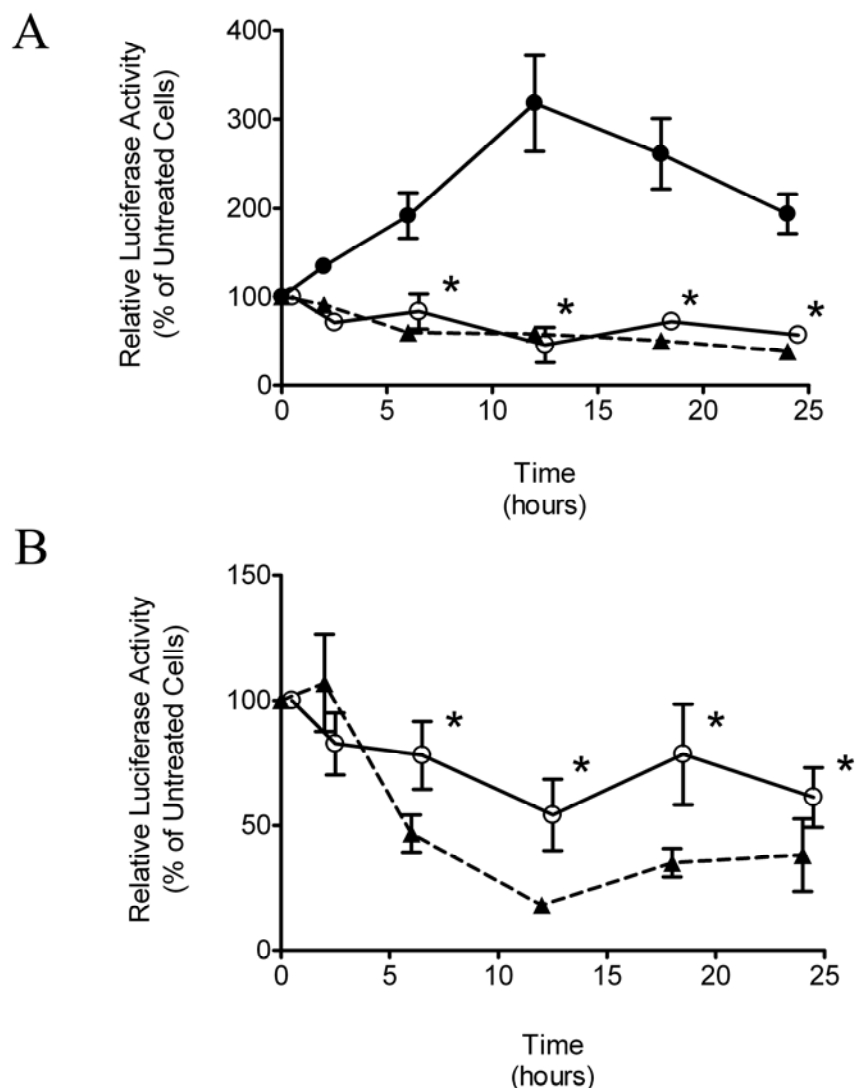 A
Relative Luciferase Activity
(% of Untreated Cells)
400
300
200
100
0
0 5 10 15 20 25
* * * *
Time
(hours)
B
Relative Luciferase Activity
(% of Untreated Cells)
150
100
50
0
0 5 10 15 20 25
* * * *
Time
(hours)